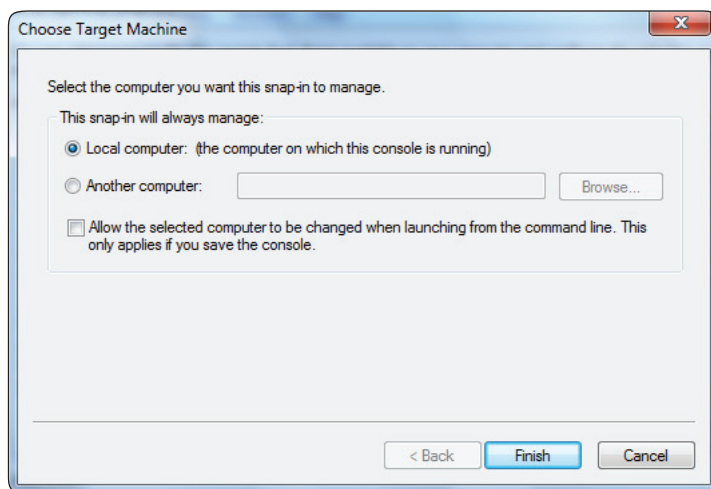 Choose Target Machine
Select the computer you want this snap-in to manage.
This snap-in will always manage:
Local computer: (the computer on which this console is running)
Another computer:
Browse...
Allow the selected computer to be changed when launching from the command line. This
only applies if you save the console.
< Back
Finish
Cancel